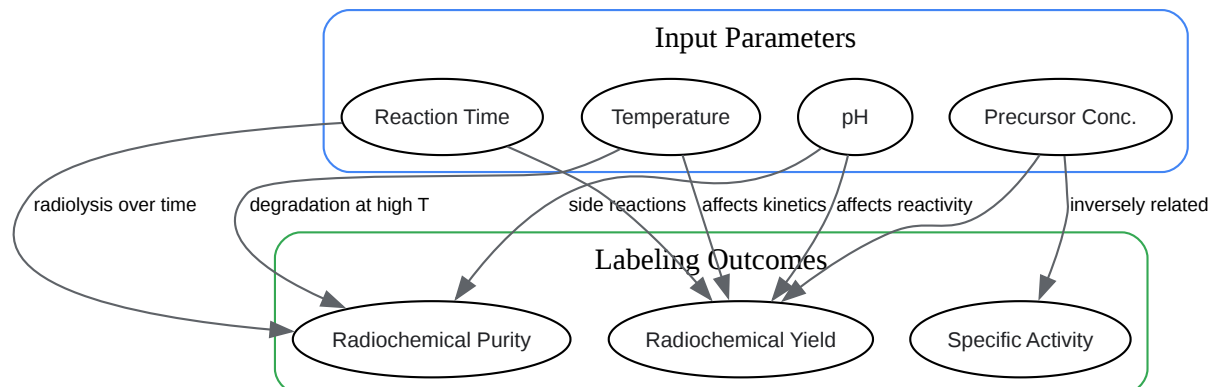 Input Parameters
Reaction Time
Temperature
pH
Precursor Conc.
radiolysis over time
degradation at high T
side reactions
affects kinetics
affects reactivity
inversely related
Labeling Outcomes
Radiochemical Purity
Radiochemical Yield
Specific Activity